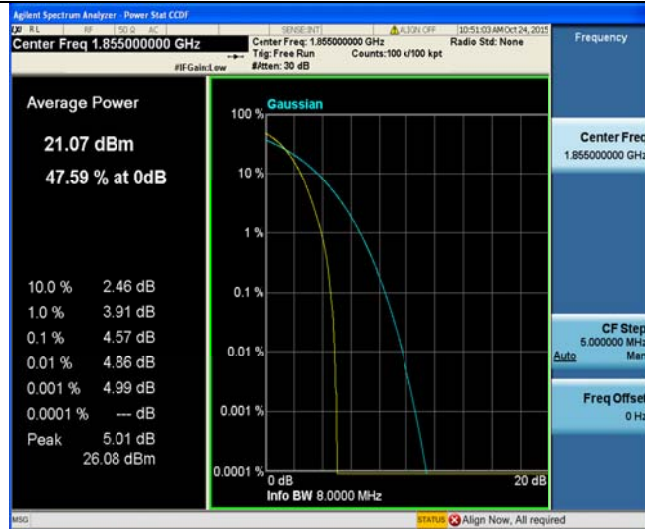 Agilent Spectrum Analyzer - Power Stat CCDF
RL RF 50 Ω AC SENSE:INT ALIGN OFF 10:51:03 AM Oct 24, 2015
Center Freq 1.855000000 GHz
Center Freq: 1.855000000 GHz
Radio Std: None
Trig: Free Run
#IFGain:Low
#Atten: 30 dB
Frequency
Average Power
21.07 dBm
47.59 % at 0dB
10.0 % 2.46 dB
1.0 % 3.91 dB
0.1 % 4.57 dB
0.01 % 4.86 dB
0.001 % 4.99 dB
0.0001 % --- dB
Peak 5.01 dB
26.08 dBm
Gaussian
100 %
10 %
1 %
0.1 %
0.01 %
0.001 %
0.0001 %
0 dB
20 dB
Info BW 8.0000 MHz
Center Freq
1.855000000 GHz
CF Step
5.000000 MHz
Auto Man
Freq Offset
0 Hz
MSG
STATUS Align Now, All required